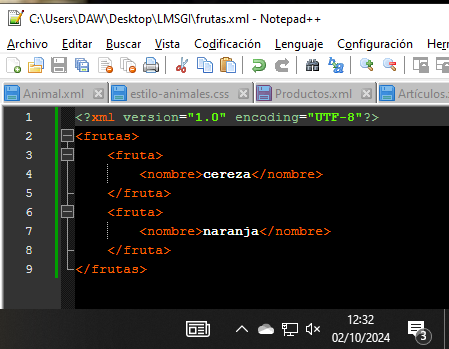 C:\Users\DAW\Desktop\LMSGI\frutas.xml - Notepad++
Archivo Editar Buscar Vista Codificación Lenguaje Configuración
Animal.xml estilo-animales.css Productos.xml Artículos.
1 <?xml version="1.0" encoding="UTF-8"?>
2 <frutas>
3 <fruta>
4 <nombre>cereza</nombre>
5 </fruta>
6 <fruta>
7 <nombre>naranja</nombre>
8 </fruta>
9 </frutas>
12:32
02/10/2024
3